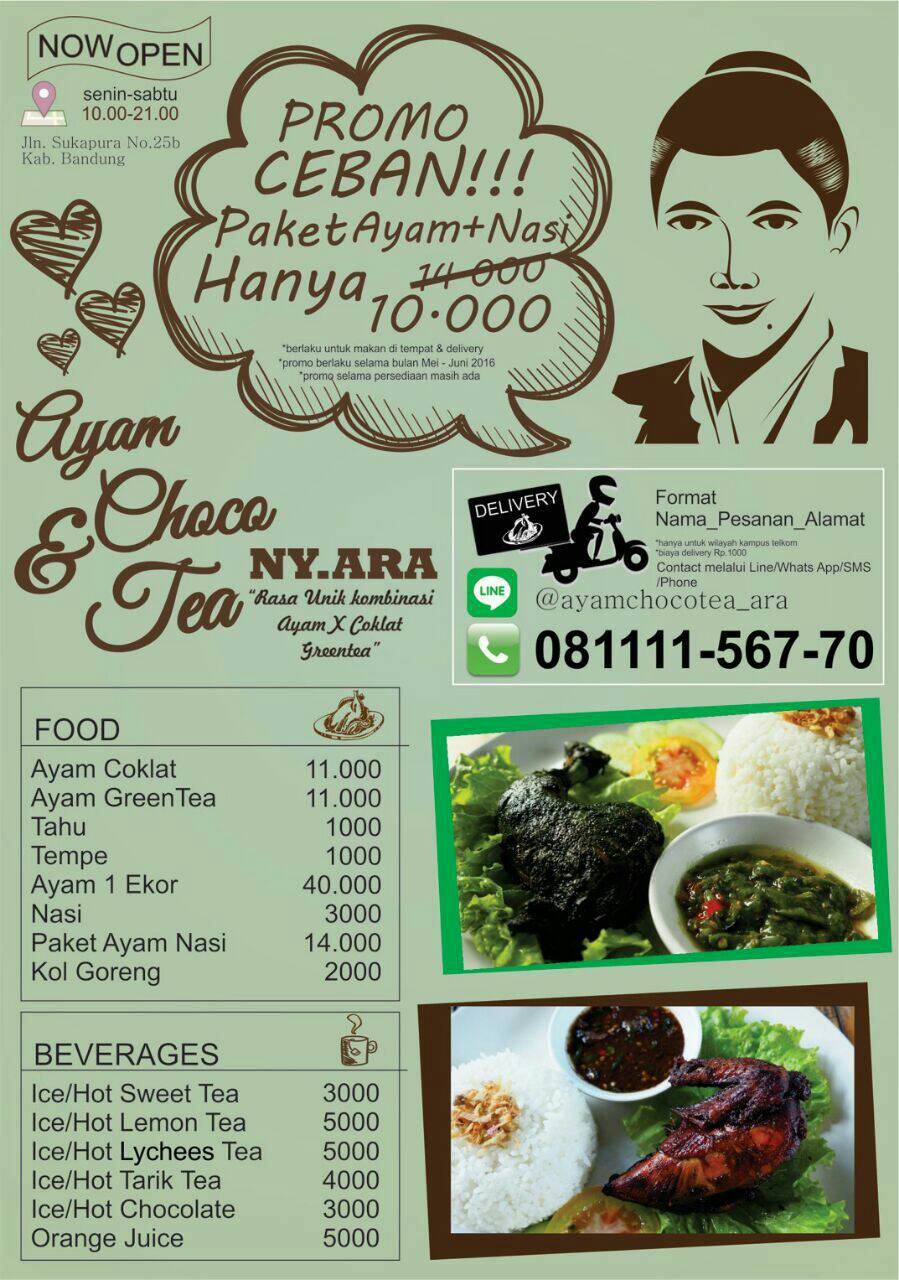 NOW OPEN
senin-sabtu
10.00-21.00
Jln. Sukapura No.25b
Kab. Bandung
PROMO
CEBAN!!!
Paket Ayam+Nasi
Hanya 14 000
10.000
*berlaku untuk makan di tempat & delivery
*promo berlaku selama bulan Mei - Juni 2016
*promo selama persediaan masih ada
Ayam
& Choco
Tea
NY.ARA
"Rasa Unik kombinasi
Ayam X Coklat
Greentea"
DELIVERY
Format
Nama_Pesanan_Alamat
*hanya untuk wilayah kampus telkom
*biaya delivery Rp.1000
Contact melalui Line/Whats App/SMS
/Phone
LINE
@ayamchocotea_ara
081111-567-70
FOOD
Ayam Coklat 11.000
Ayam GreenTea 11.000
Tahu 1000
Tempe 1000
Ayam 1 Ekor 40.000
Nasi 3000
Paket Ayam Nasi 14.000
Kol Goreng 2000
BEVERAGES
Ice/Hot Sweet Tea 3000
Ice/Hot Lemon Tea 5000
Ice/Hot Lychees Tea 5000
Ice/Hot Tarik Tea 4000
Ice/Hot Chocolate 3000
Orange Juice 5000